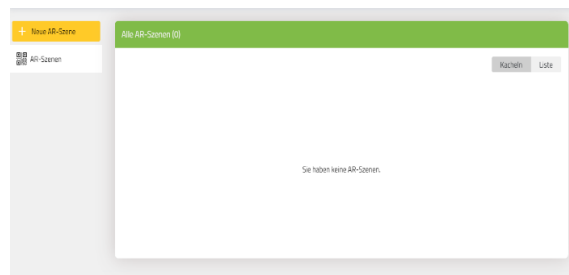 Neue AR-Szene
AR-Szenen
Alle AR-Szenen (0)
Kacheln
Liste
Sie haben keine AR-Szenen.